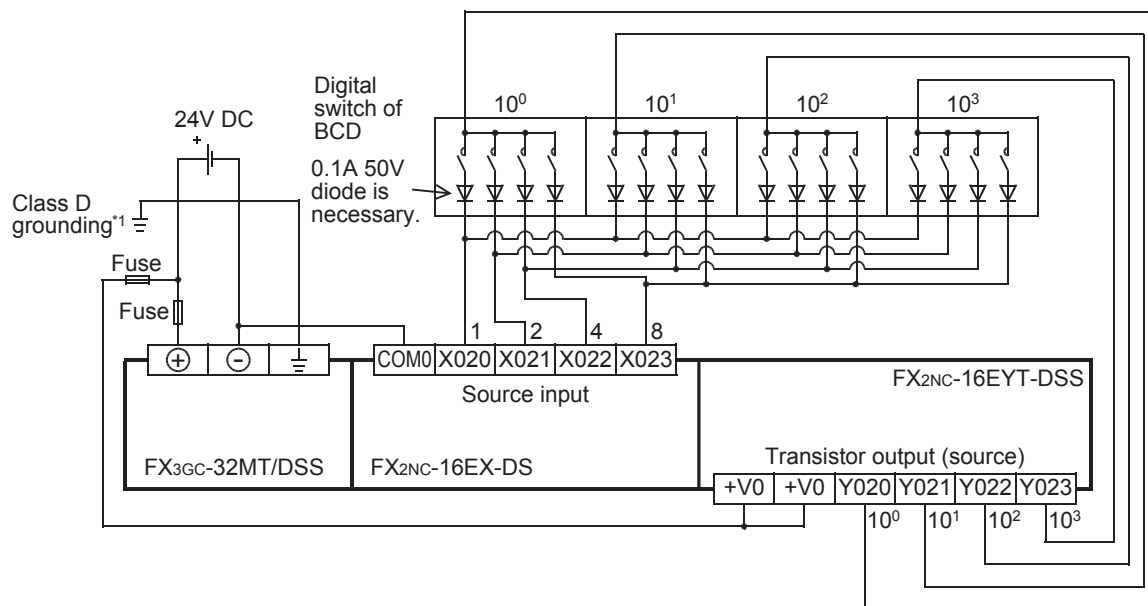 Digital
switch of
BCD
10⁰ 10¹ 10² 10³
24V DC
+
0.1A 50V
diode is
necessary.
Class D
grounding*1
Fuse
Fuse
1 2 4 8
+ -
COM0 X020 X021 X022 X023
Source input
FX2NC-16EYT-DSS
FX3GC-32MT/DSS
FX2NC-16EX-DS
Transistor output (source)
+V0 +V0 Y020 Y021 Y022 Y023
10⁰ 10¹ 10² 10³